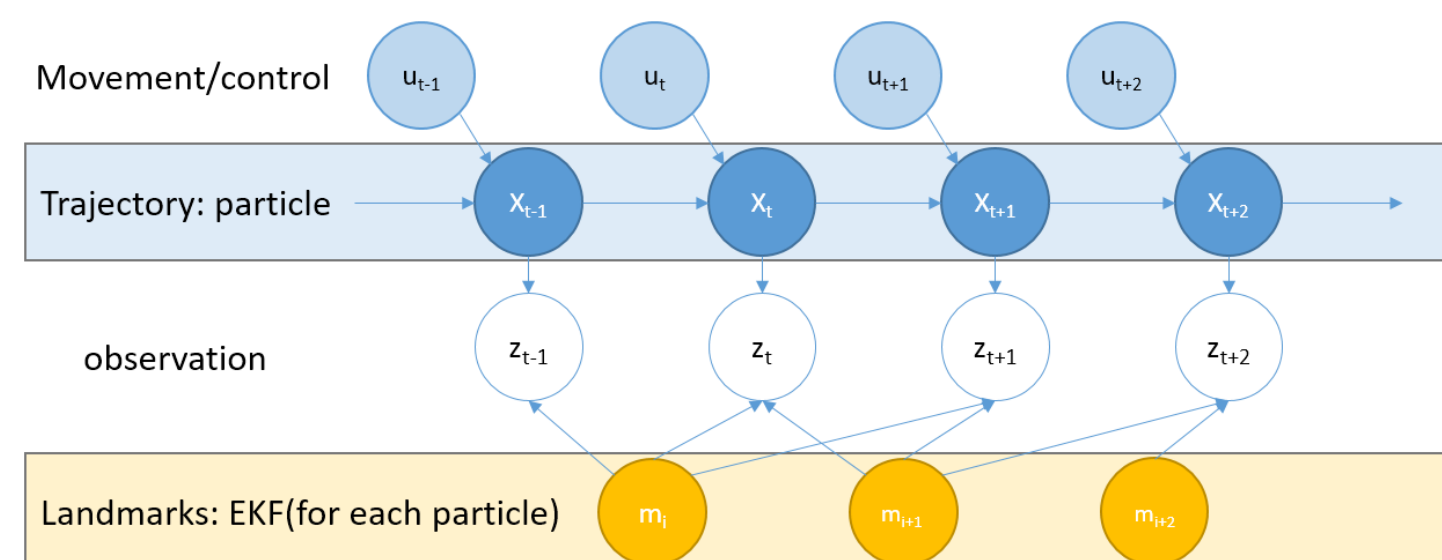 Movement/control u_{t-1} u_t u_{t+1} u_{t+2}
Trajectory: particle X_{t-1} X_t X_{t+1} X_{t+2}
observation z_{t-1} z_t z_{t+1} z_{t+2}
Landmarks: EKF(for each particle) m_i m_{i+1} m_{i+2}